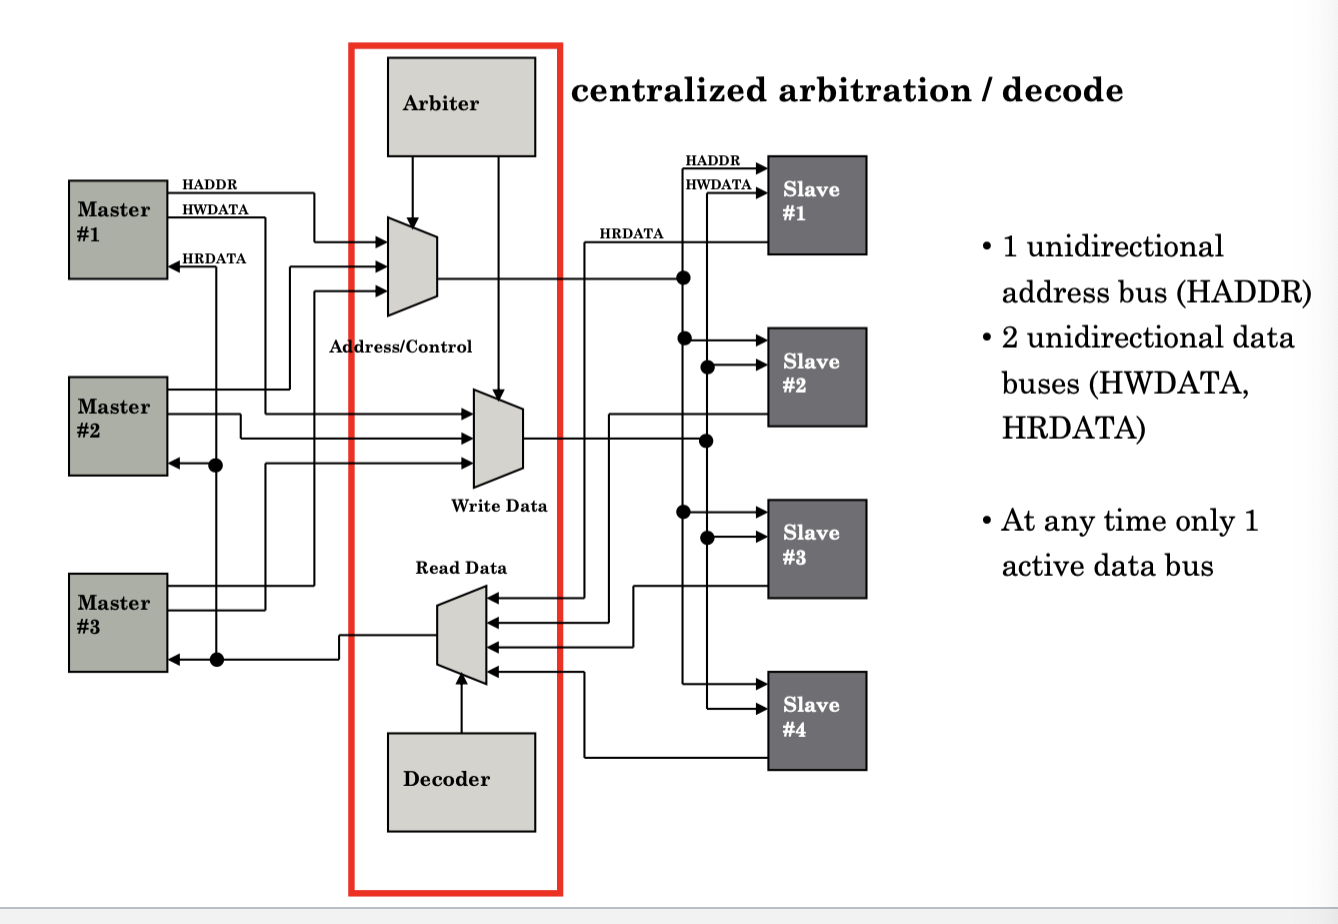 Arbiter
centralized arbitration / decode
HADDR
HWDATA
HRDATA
Master
#1
HADDR
HWDATA
HRDATA
Slave
#1
Address/Control
Master
#2
Slave
#2
Write Data
Read Data
Slave
#3
Master
#3
Slave
#4
Decoder
• 1 unidirectional
address bus (HADDR)
• 2 unidirectional data
buses (HWDATA,
HRDATA)
• At any time only 1
active data bus